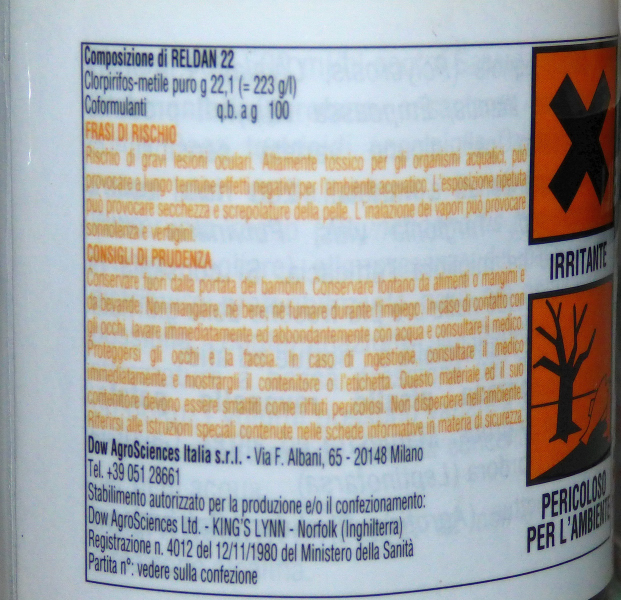 Composizione di RELDAN 22
Clorpirifos-metile puro g 22,1 (= 223 g/l)
Coformulanti q.b. a g 100
FRASI DI RISCHIO
Rischio di gravi lesioni oculari. Altamente tossico per gli organismi acquatici, può
provocare a lungo termine effetti negativi per l'ambiente acquatico. L'esposizione ripetuta
può provocare secchezza e screpolature della pelle. L'inalazione dei vapori può provocare
sonnolenza e vertigini.
CONSIGLI DI PRUDENZA
Conservare fuori dalla portata dei bambini. Conservare lontano da alimenti o mangimi e
da bevande. Non mangiare, né bere, né fumare durante l'impiego. In caso di contatto con
gli occhi, lavare immediatamente ed abbondantemente con acqua e consultare il medico.
Proteggersi gli occhi e la faccia. In caso di ingestione consultare il medico
immediatamente e mostrargli il contenitore o l'etichetta. Questo materiale ed il suo
contenitore devono essere smaltiti come rifiuti pericolosi. Non disperdere nell'ambiente.
Riferirsi alle istruzioni speciali contenute nelle schede informative in materia di sicurezza.
Dow AgroSciences Italia s.r.l. - Via F. Albani, 65 - 20148 Milano
Tel. +39 051 28661
Stabilimento autorizzato per la produzione e/o il confezionamento:
Dow AgroSciences Ltd. - KING'S LYNN - Norfolk (Inghilterra)
Registrazione n. 4012 del 12/11/1980 del Ministero della Sanità
Partita n°: vedere sulla confezione
IRRITANTE
PERICOLOSO
PER L'AMBIENTE